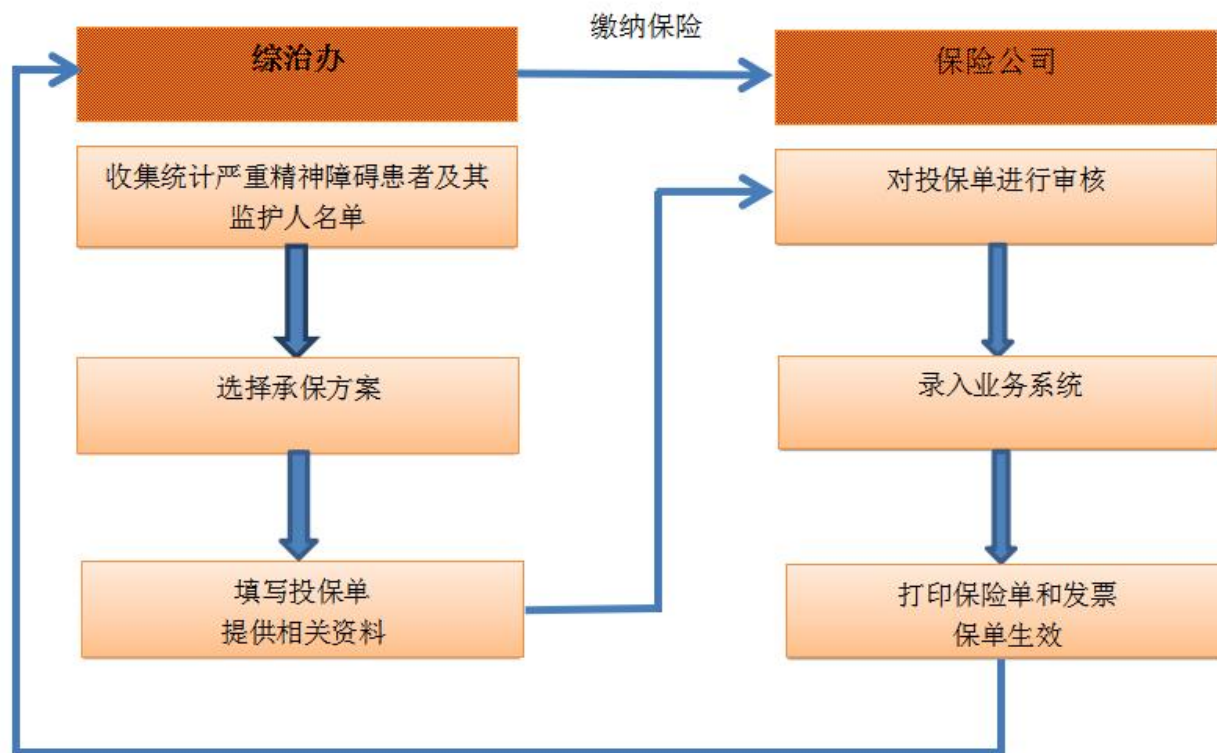 缴纳保险
综治办
保险公司
收集统计严重精神障碍患者及其
监护人名单
对投保单进行审核
选择承保方案
录入业务系统
填写投保单
提供相关资料
打印保险单和发票
保单生效